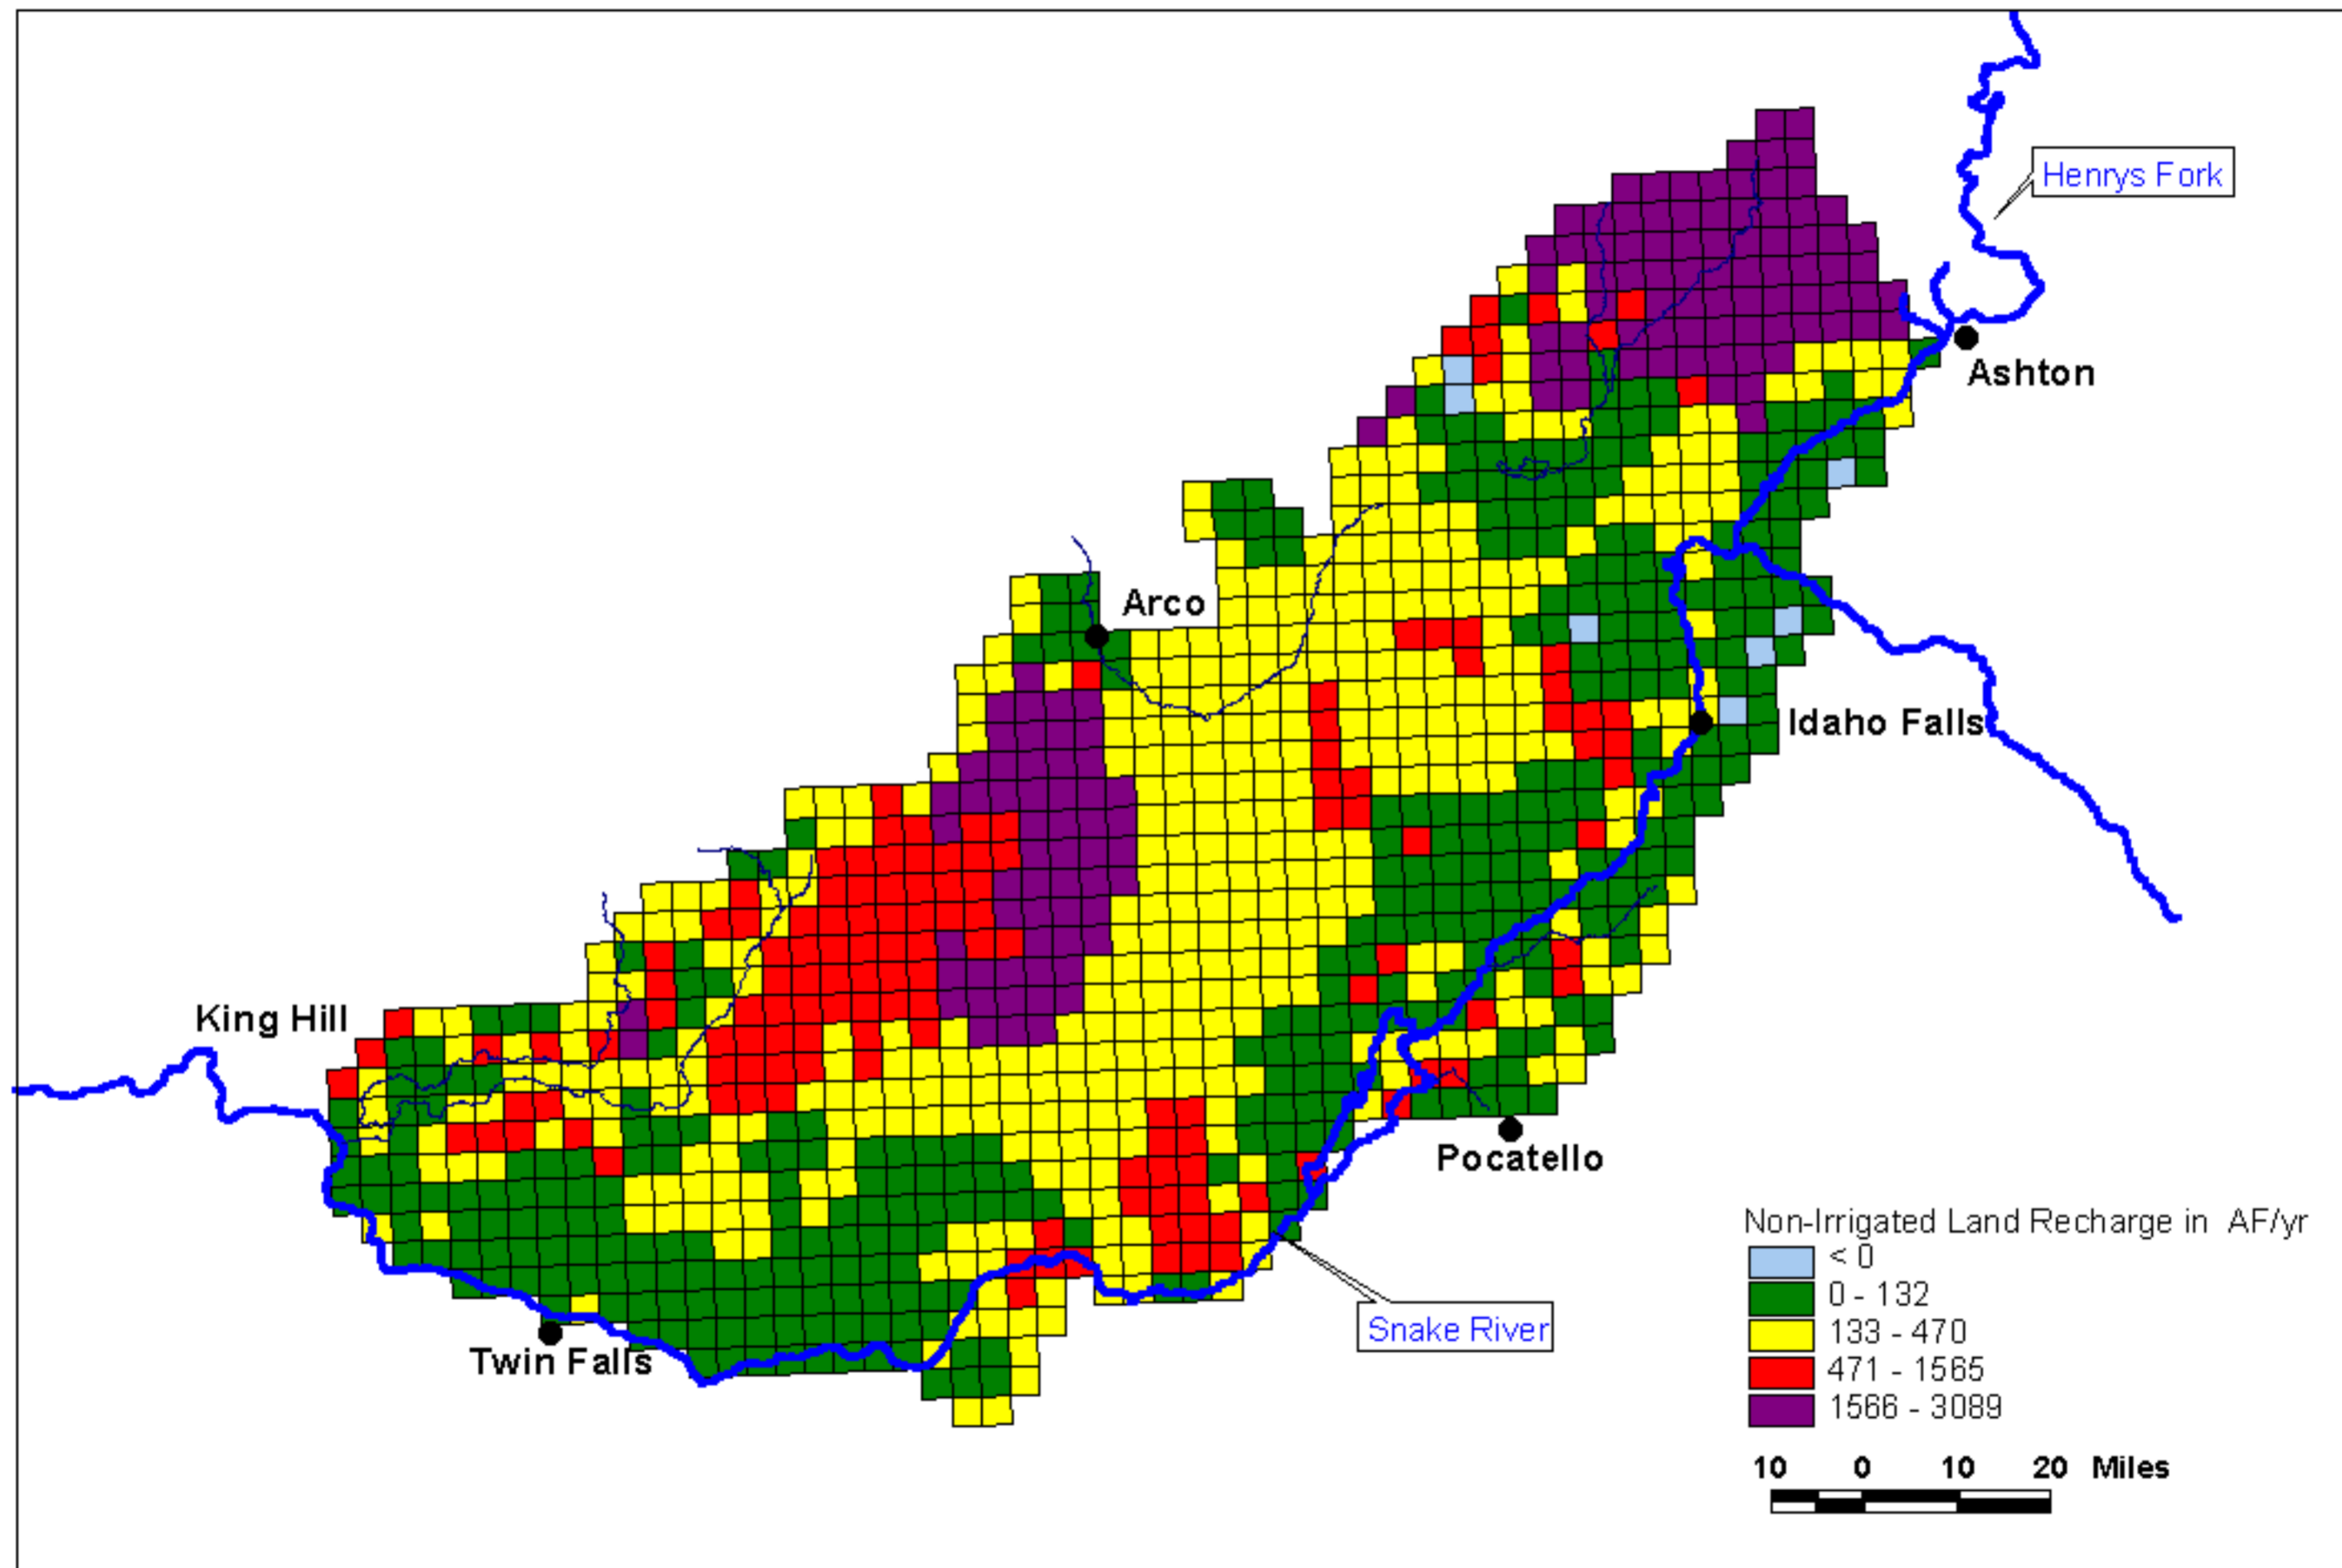 Henrys Fork
Ashton
Arco
Idaho Falls
King Hill
Pocatello
Snake River
Twin Falls
Non-Irrigated Land Recharge in AF/yr
< 0
0 - 132
133 - 470
471 - 1565
1566 - 3089
10 0 10 20 Miles